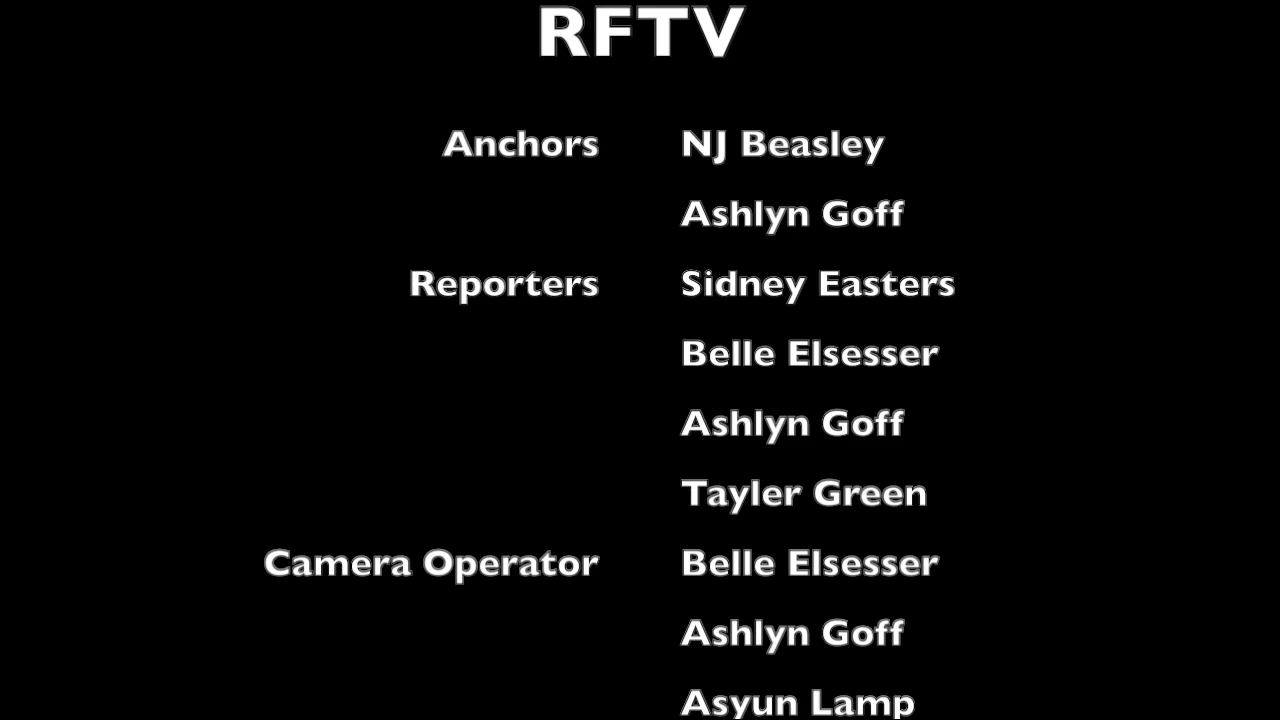 RFTV
Anchors NJ Beasley
Ashlyn Goff
Reporters Sidney Easters
Belle Elsesser
Ashlyn Goff
Tayler Green
Camera Operator Belle Elsesser
Ashlyn Goff
Asyun Lamp